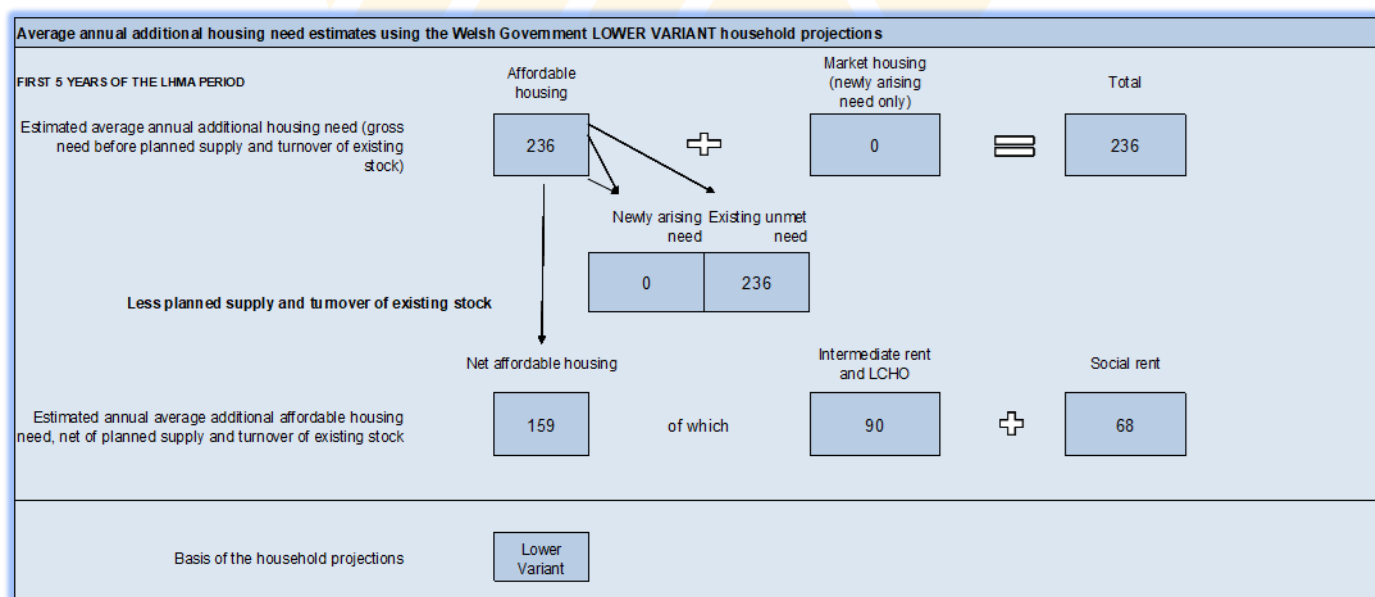 Average annual additional housing need estimates using the Welsh Government LOWER VARIANT household projections
FIRST 5 YEARS OF THE LHMA PERIOD
Affordable
housing
Market housing
(newly arising
need only)
Total
Estimated average annual additional housing need (gross
need before planned supply and turnover of existing
stock)
236
0
236
Newly arising
need
Existing unmet
need
0
236
Less planned supply and turnover of existing stock
Net affordable housing
Intermediate rent
and LCHO
Social rent
Estimated annual average additional affordable housing
need, net of planned supply and turnover of existing stock
159
of which
90
68
Basis of the household projections
Lower
Variant